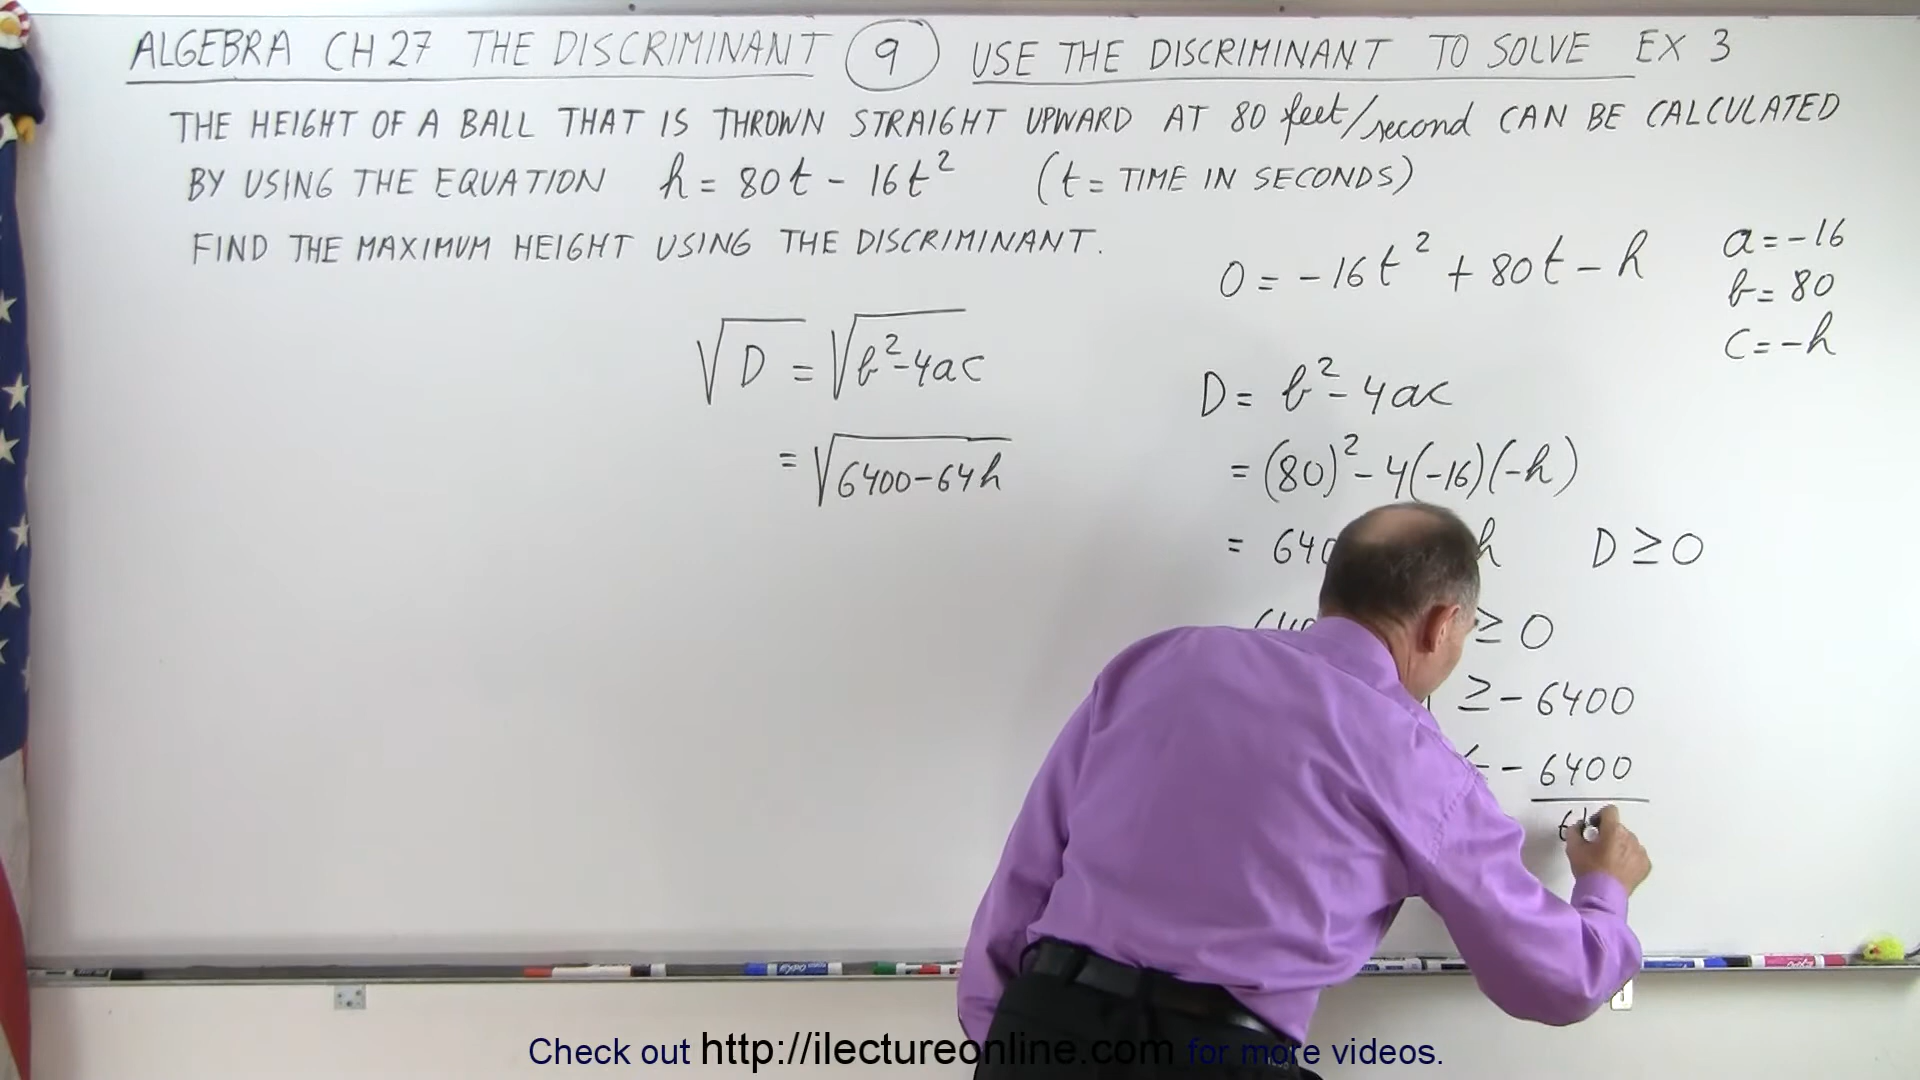 ALGEBRA CH 27 THE DISCRIMINANT 9 USE THE DISCRIMINANT TO SOLVE EX 3
THE HEIGHT OF A BALL THAT IS THROWN STRAIGHT UPWARD AT 80 feet/second CAN BE CALCULATED
BY USING THE EQUATION h = 80t - 16t² (t = TIME IN SECONDS)
FIND THE MAXIMUM HEIGHT USING THE DISCRIMINANT.
√D = √b²-4ac
= √6400-64h
0 = -16t² + 80t - h
a = -16
b = 80
c = -h
D = b² - 4ac
= (80)² - 4(-16)(-h)
= 640 h D ≥ 0
≥ 0
≥ - 6400
- 6400
Check out http://ilectureonline.com for more videos.